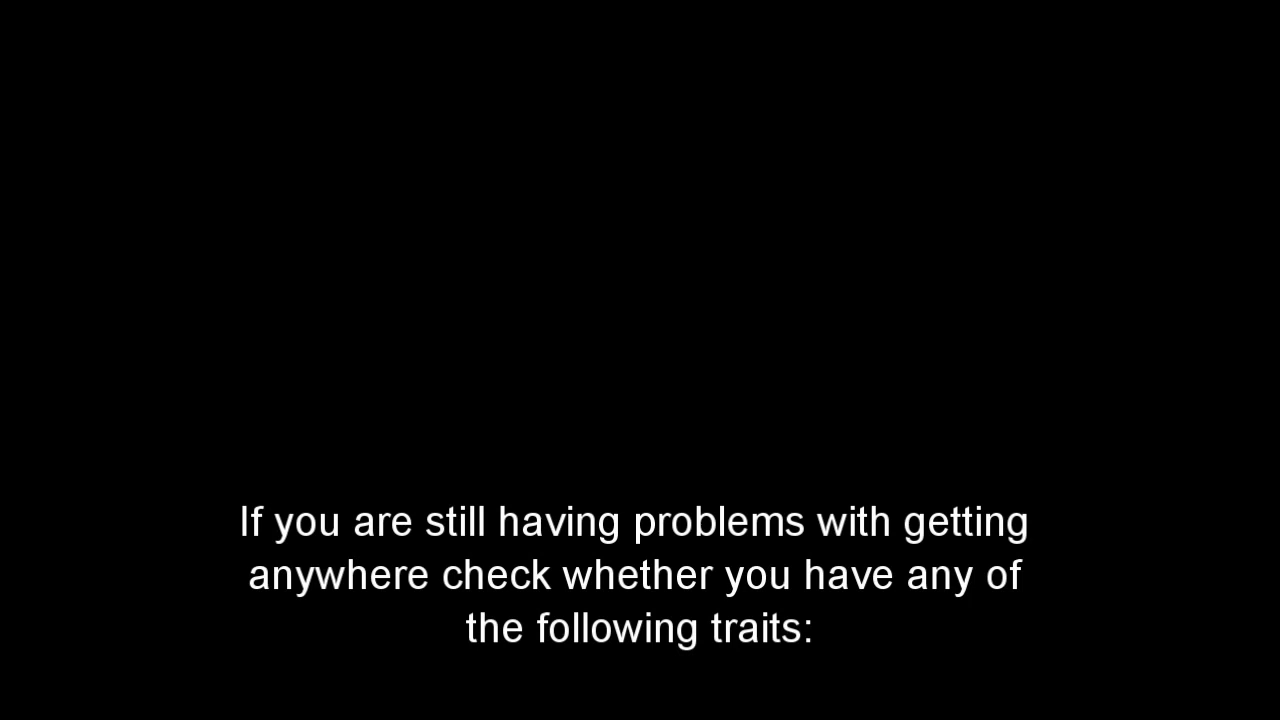 If you are still having problems with getting
anywhere check whether you have any of
the following traits: